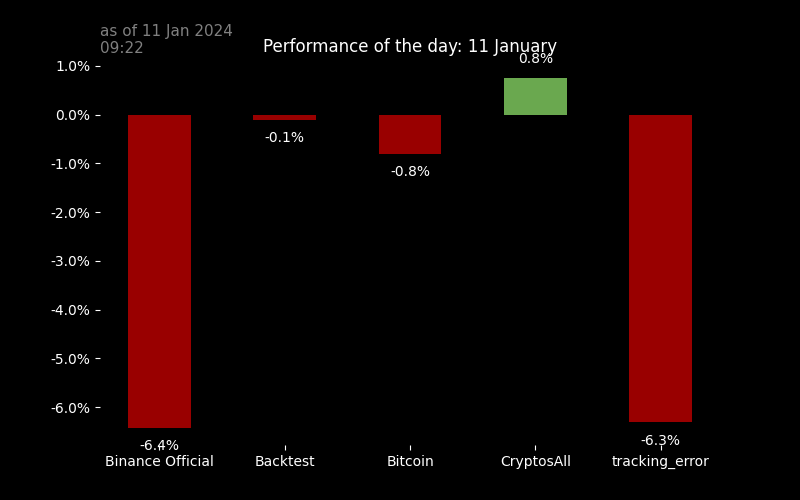 as of 11 Jan 2024
09:22
Performance of the day: 11 January
1.0%
0.0%
-1.0%
-2.0%
-3.0%
-4.0%
-5.0%
-6.0%
-6.4%
-0.1%
-0.8%
0.8%
-6.3%
Binance Official
Backtest
Bitcoin
CryptosAll
tracking_error